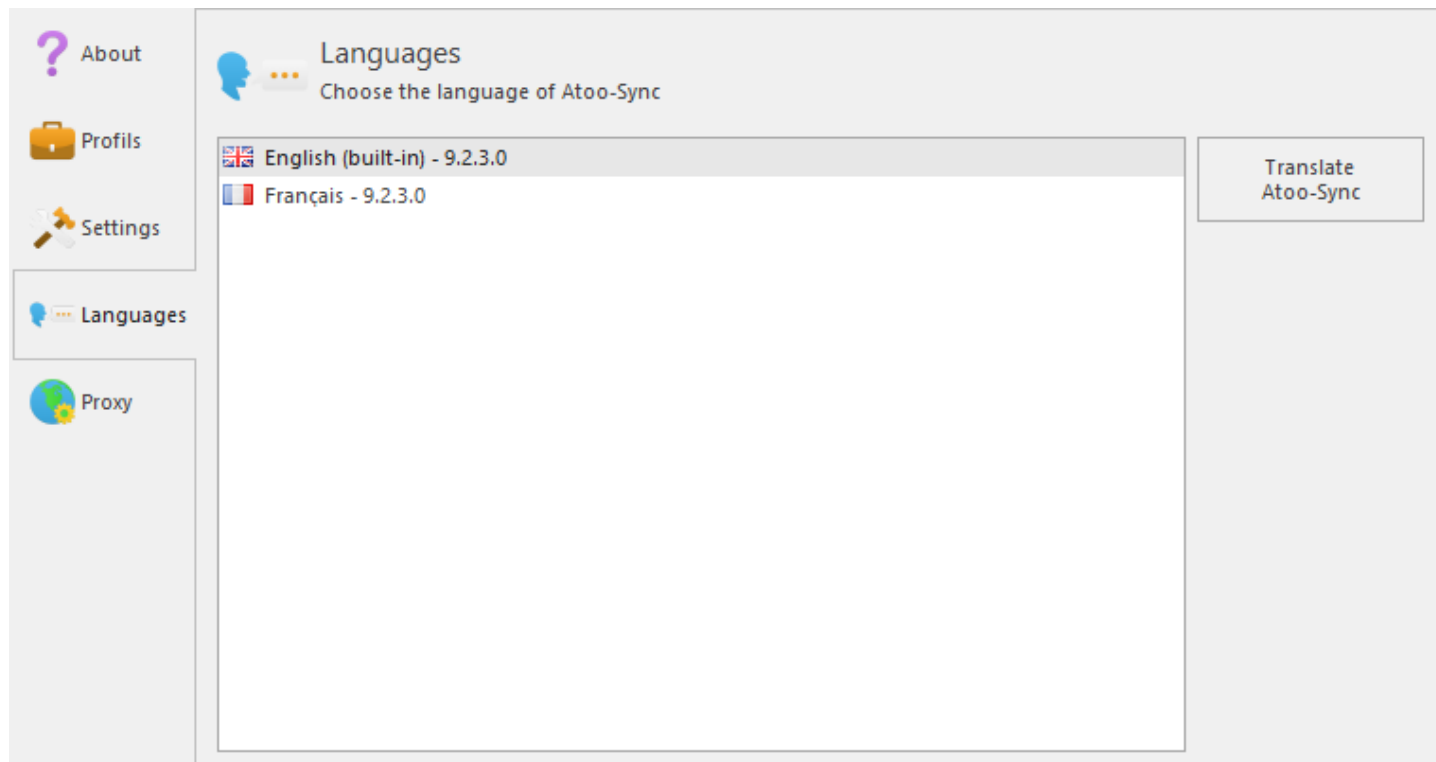 About
Profils
Settings
Languages
Proxy
Languages
Choose the language of Atoo-Sync
English (built-in) - 9.2.3.0
Français - 9.2.3.0
Translate
Atoo-Sync